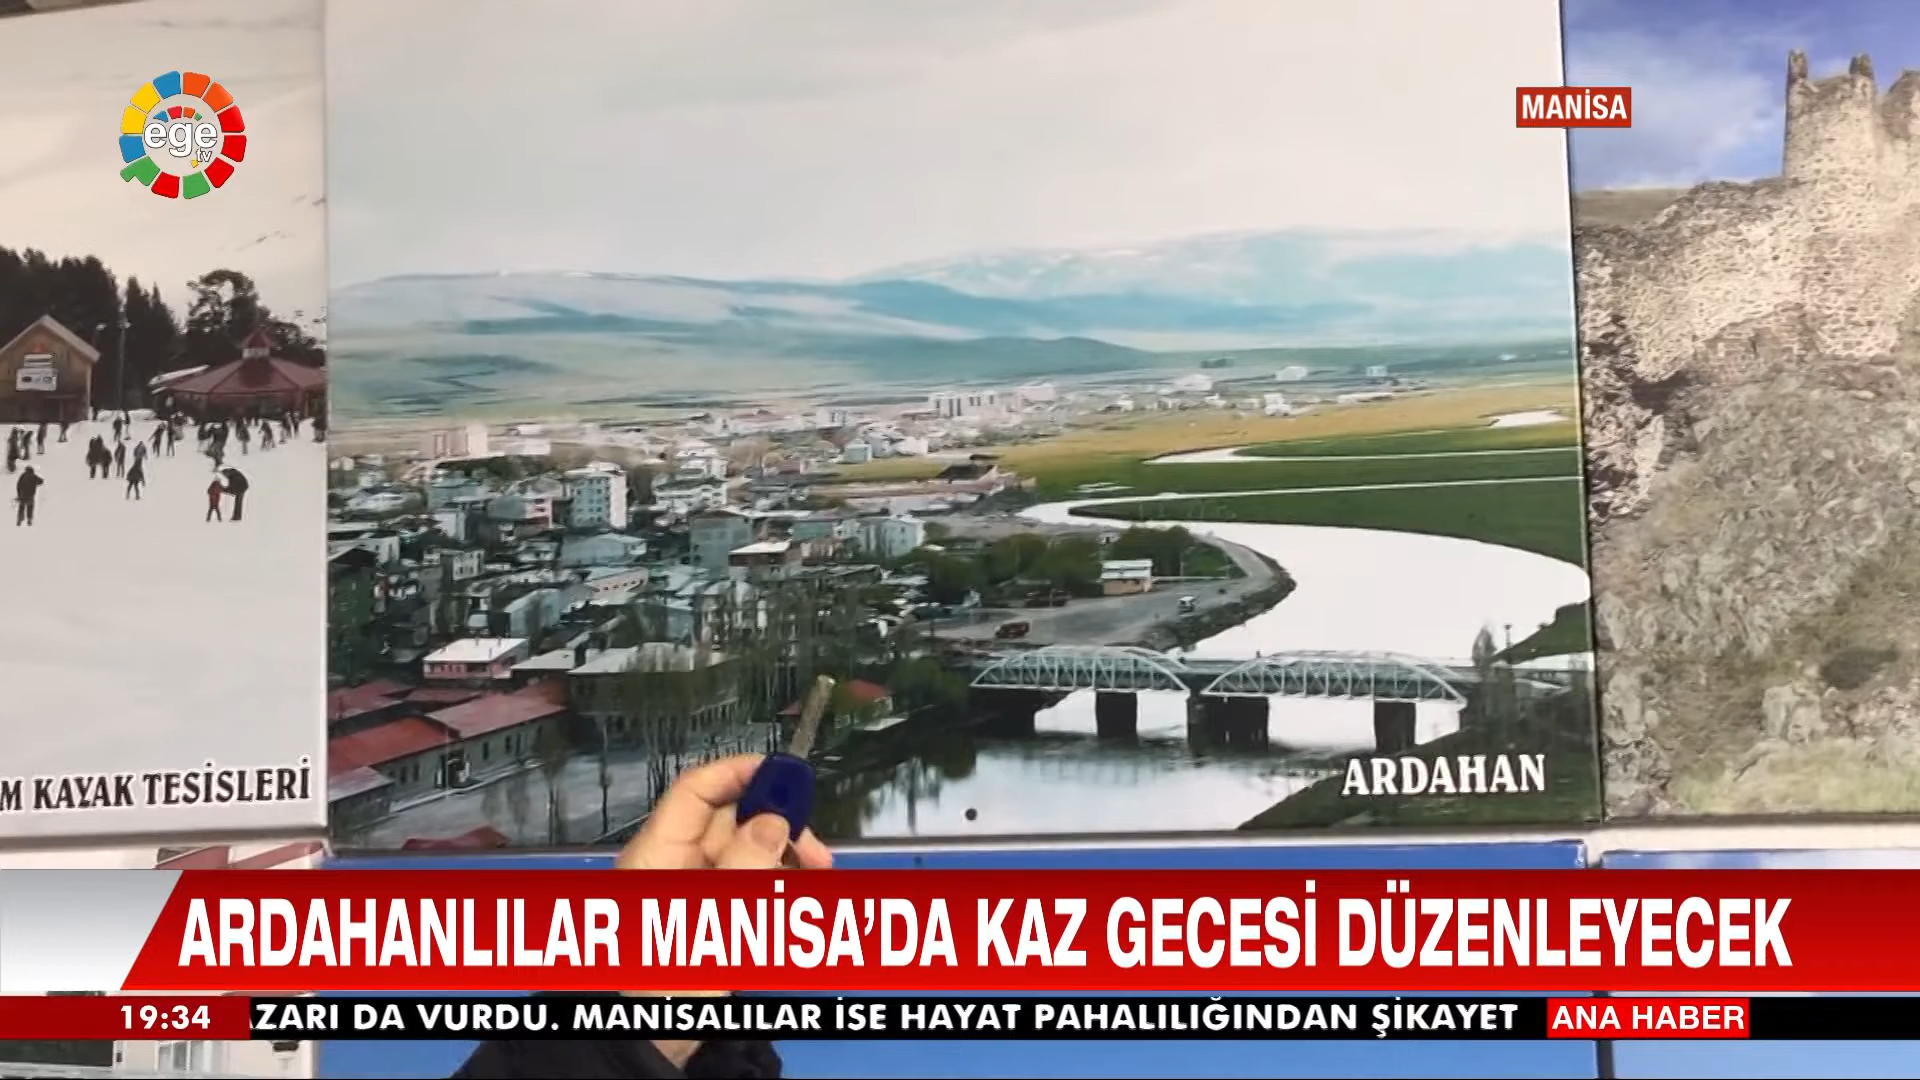 ege
tv
MANİSA
M KAYAK TESİSLERİ
ARDAHAN
ARDAHANLILAR MANİSA'DA KAZ GECESİ DÜZENLEYECEK
19:34
AZARI DA VURDU. MANİSALILAR İSE HAYAT PAHALILIĞINDAN ŞİKAYET
ANA HABER